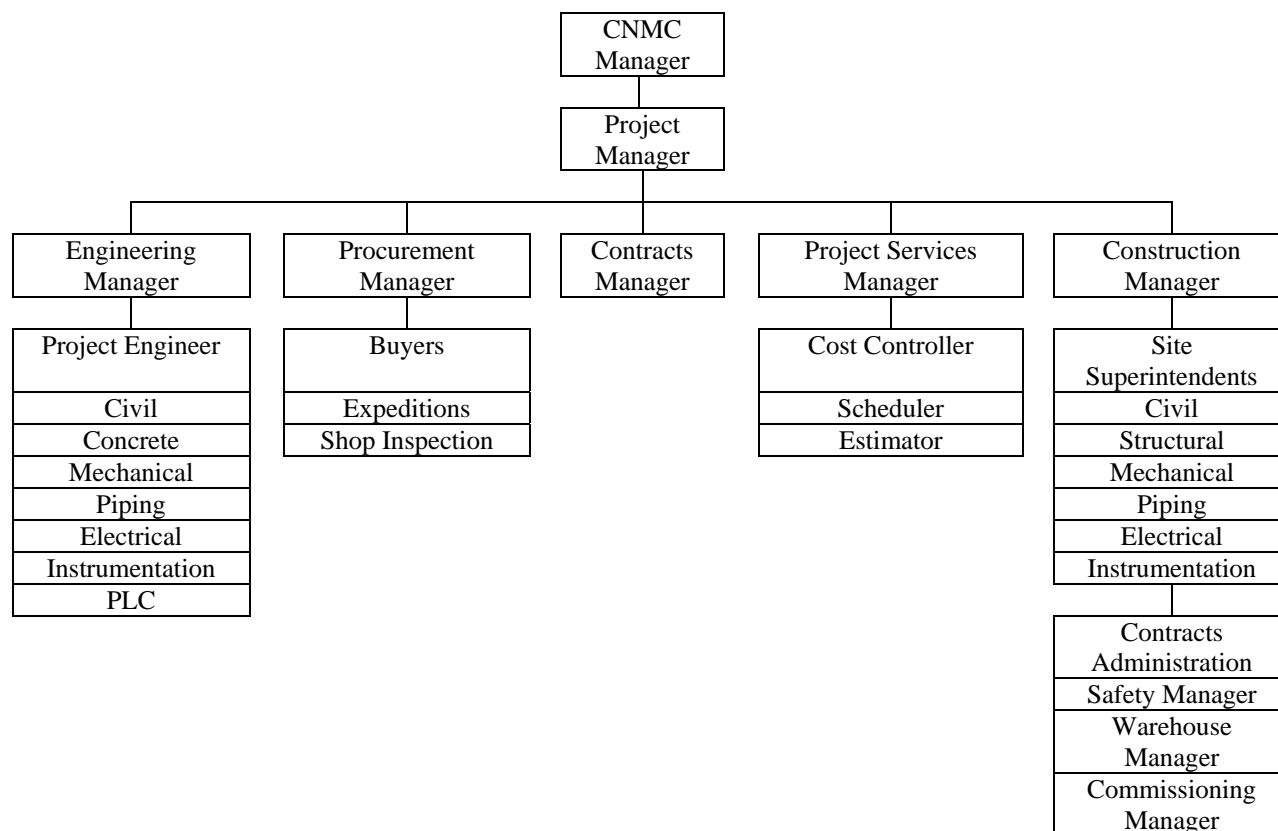 CNMC
Manager
Project
Manager
Engineering
Manager
Procurement
Manager
Contracts
Manager
Project Services
Manager
Construction
Manager
Project Engineer
Civil
Concrete
Mechanical
Piping
Electrical
Instrumentation
PLC
Buyers
Expeditions
Shop Inspection
Cost Controller
Scheduler
Estimator
Site
Superintendents
Civil
Structural
Mechanical
Piping
Electrical
Instrumentation
Contracts
Administration
Safety Manager
Warehouse
Manager
Commissioning
Manager